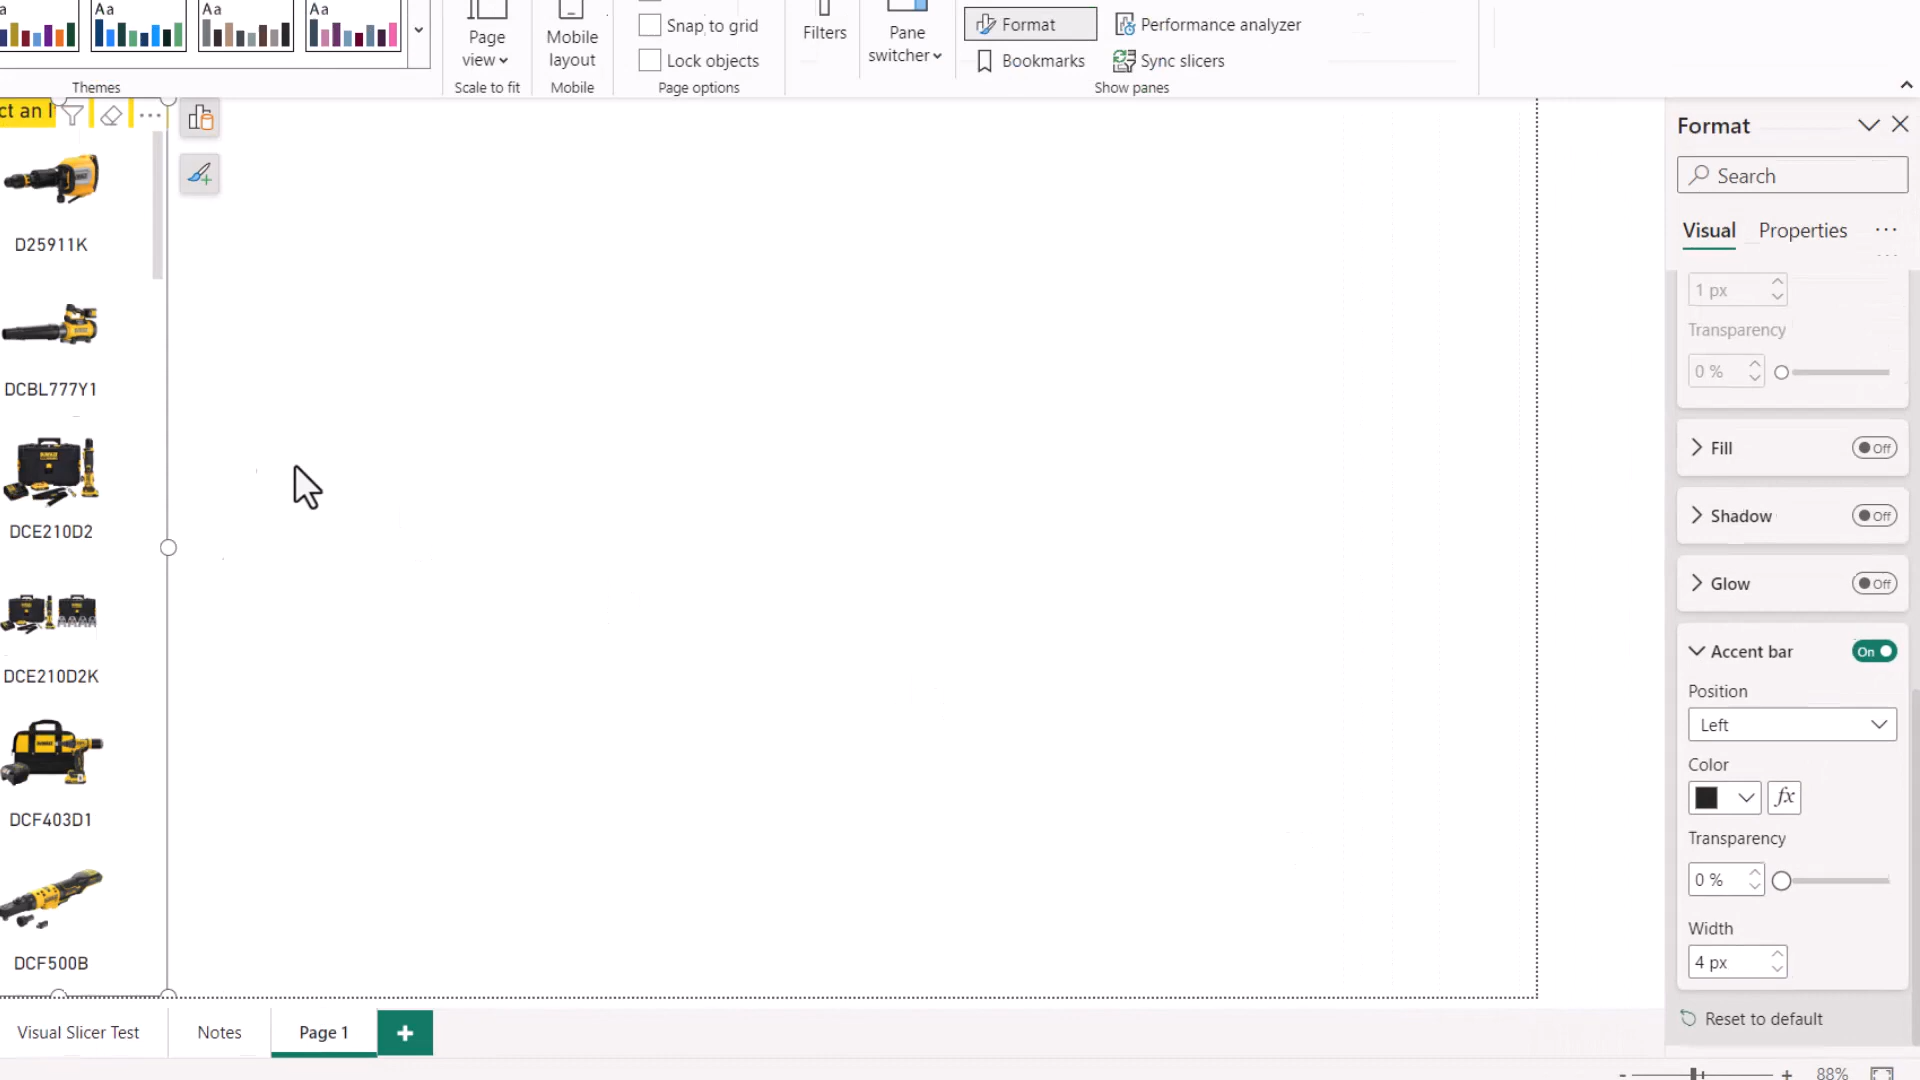 a
Aa
Aa
Aa
Page view
Mobile layout
Snap to grid
Lock objects
Filters
Pane switcher
Format
Bookmarks
Performance analyzer
Sync slicers
Themes
Scale to fit
Mobile
Page options
Show panes
ct an I
D25911K
DCBL777Y1
DCE210D2
DCE210D2K
DCF403D1
DCF500B
Format
Search
Visual
Properties
1 px
Transparency
0 %
Fill
Off
Shadow
Off
Glow
Off
Accent bar
On
Position
Left
Color
fx
Transparency
0 %
Width
4 px
Reset to default
Visual Slicer Test
Notes
Page 1
+
- + 88%